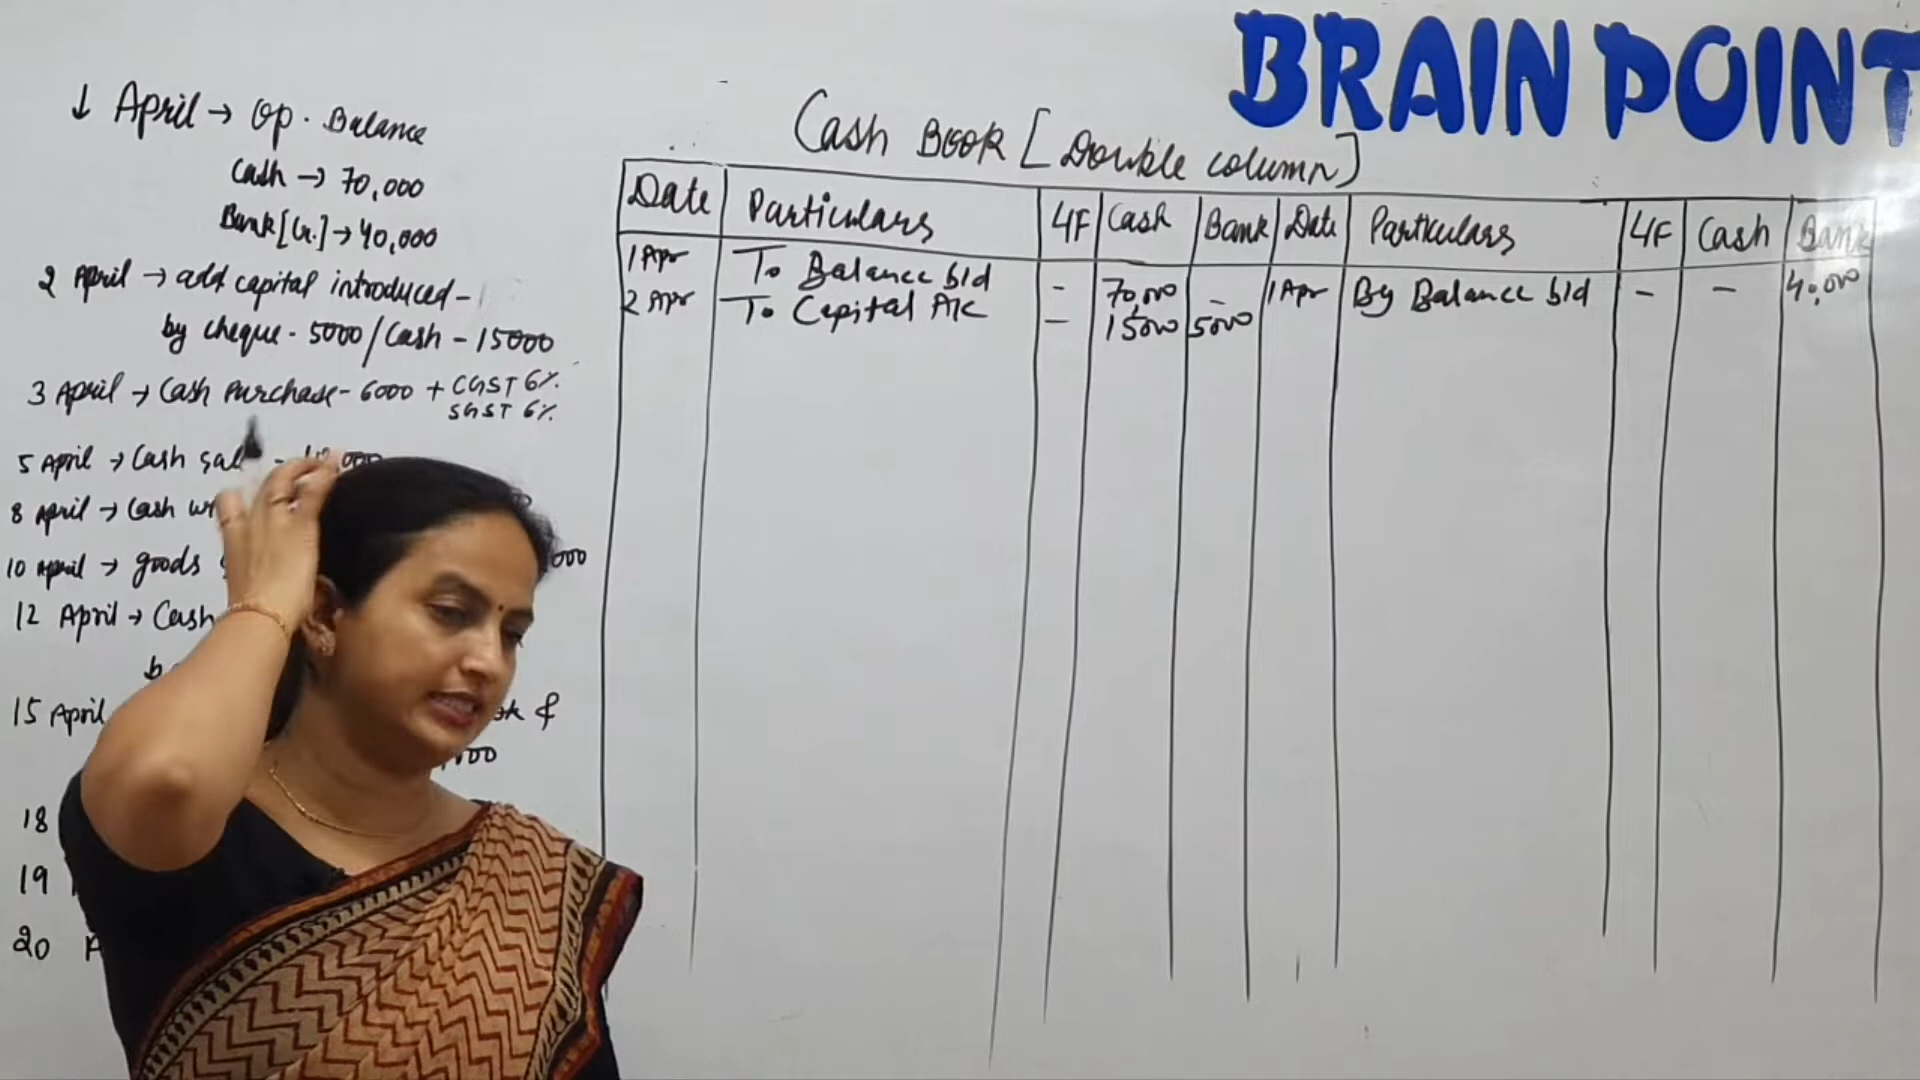 BRAIN POINT
↓ April → Op. Balance
Cash → 70,000
Bank [Cr.] → 40,000
2 April → add capital introduced -
by cheque - 5000 / Cash - 15000
3 April → Cash Purchase - 6000 + CGST 6%
SGST 6%
5 April → Cash
8 April → Cash
10 April → goods 000
12 April → Cash
15 April &
18
19
20
Cash Book [Double column]
Date Particulars LF Cash Bank Date Particulars LF Cash Bank
1 Apr To Balance b/d - 70,000 - 1 Apr By Balance b/d - - 40,000
2 Apr To Capital A/c - 15000 5000